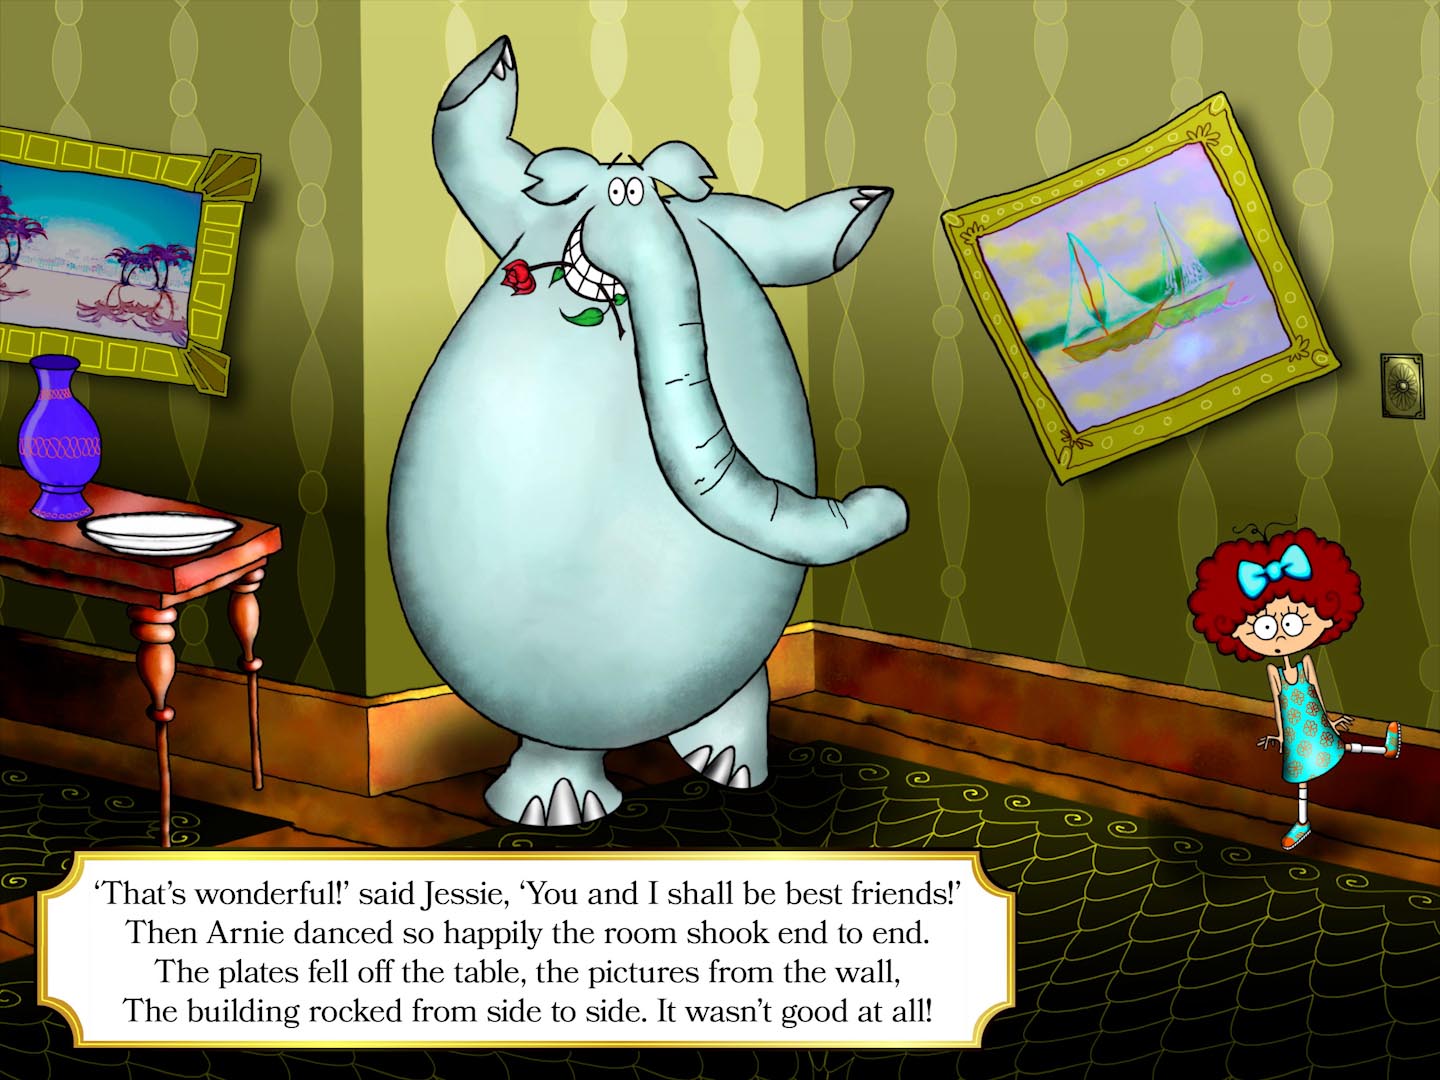 ‘That’s wonderful!’ said Jessie, ‘You and I shall be best friends!’
Then Arnie danced so happily the room shook end to end.
The plates fell off the table, the pictures from the wall,
The building rocked from side to side. It wasn’t good at all!